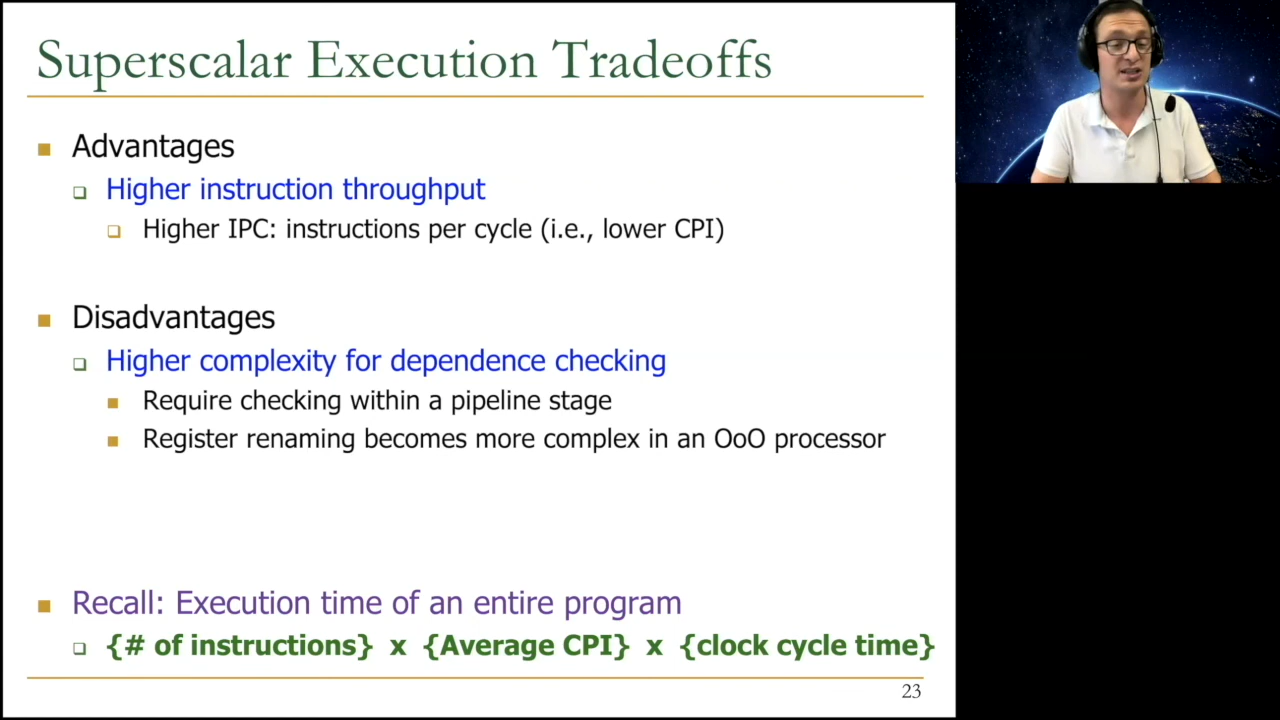 Superscalar Execution Tradeoffs
Advantages
Higher instruction throughput
Higher IPC: instructions per cycle (i.e., lower CPI)
Disadvantages
Higher complexity for dependence checking
Require checking within a pipeline stage
Register renaming becomes more complex in an OoO processor
Recall: Execution time of an entire program
{# of instructions} x {Average CPI} x {clock cycle time}
23